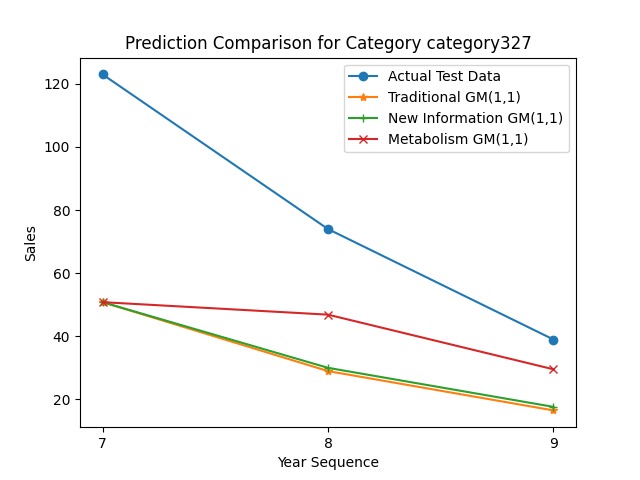 Prediction Comparison for Category category327
Actual Test Data
Traditional GM(1,1)
New Information GM(1,1)
Metabolism GM(1,1)
120
100
80
60
40
20
Sales
7
8
9
Year Sequence